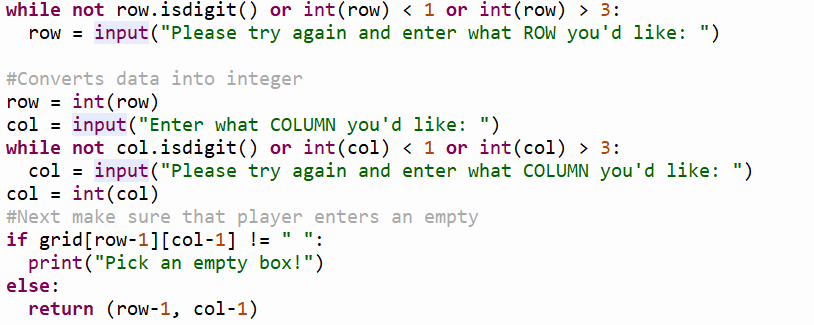 while not row.isdigit() or int(row) < 1 or int(row) > 3:
  row = input("Please try again and enter what ROW you'd like: ")

#Converts data into integer
row = int(row)
col = input("Enter what COLUMN you'd like: ")
while not col.isdigit() or int(col) < 1 or int(col) > 3:
  col = input("Please try again and enter what COLUMN you'd like: ")
col = int(col)
#Next make sure that player enters an empty
if grid[row-1][col-1] != " ":
  print("Pick an empty box!")
else:
  return (row-1, col-1)